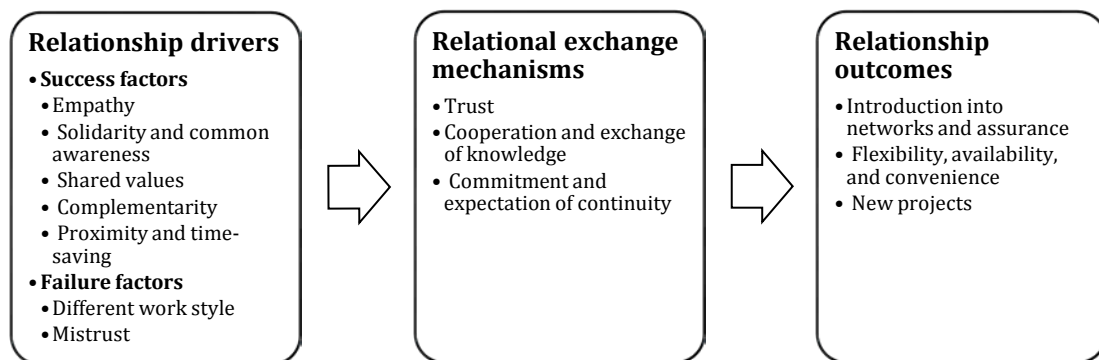 Relationship drivers
• Success factors
• Empathy
• Solidarity and common
awareness
• Shared values
• Complementarity
• Proximity and time-
saving
• Failure factors
• Different work style
• Mistrust
Relational exchange
mechanisms
• Trust
• Cooperation and exchange
of knowledge
• Commitment and
expectation of continuity
Relationship
outcomes
• Introduction into
networks and assurance
• Flexibility, availability,
and convenience
• New projects